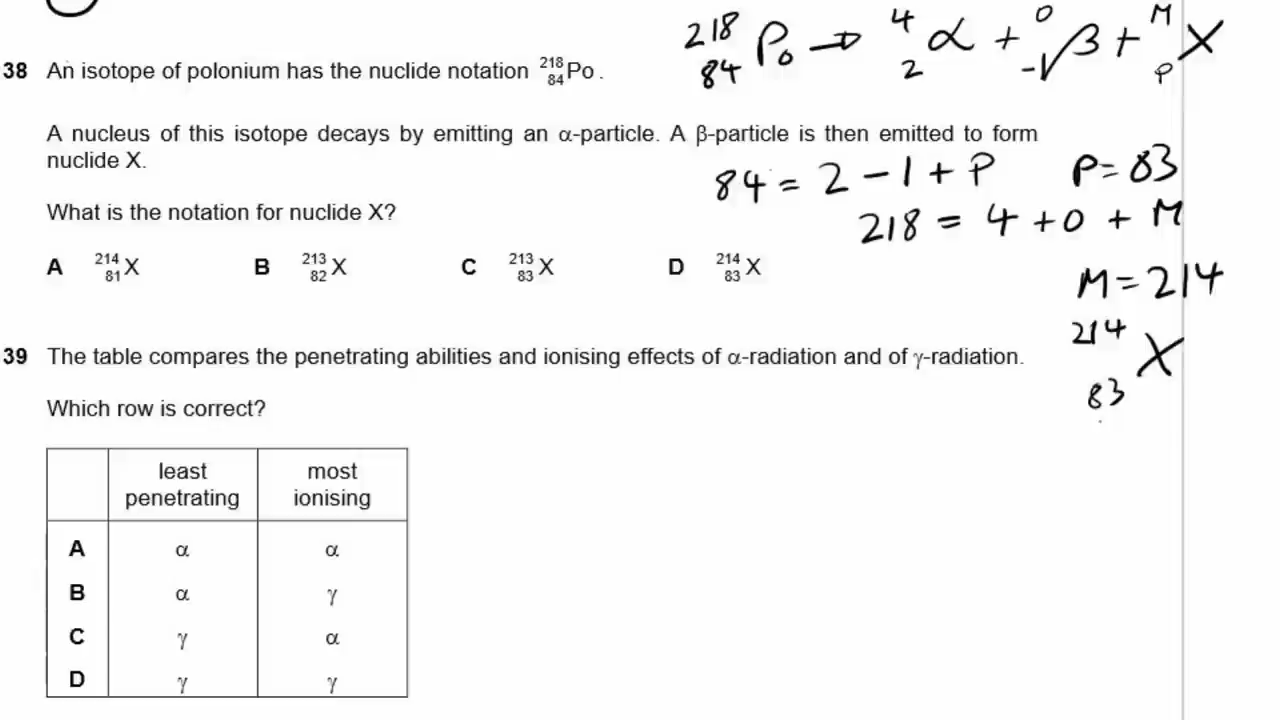 38 An isotope of polonium has the nuclide notation ²¹⁸₈₄Po.
²¹⁸₈₄Po → ⁴₂α + ⁰₋₁β + ᴹₚX
A nucleus of this isotope decays by emitting an α-particle. A β-particle is then emitted to form
nuclide X.
84 = 2 - 1 + P P = 83
What is the notation for nuclide X?
218 = 4 + 0 + M
A ²¹⁴₈₁X B ²¹³₈₂X C ²¹³₈₃X D ²¹⁴₈₃X
M = 214
²¹⁴₈₃X
39 The table compares the penetrating abilities and ionising effects of α-radiation and of γ-radiation.
Which row is correct?
least penetrating most ionising
A α α
B α γ
C γ α
D γ γ